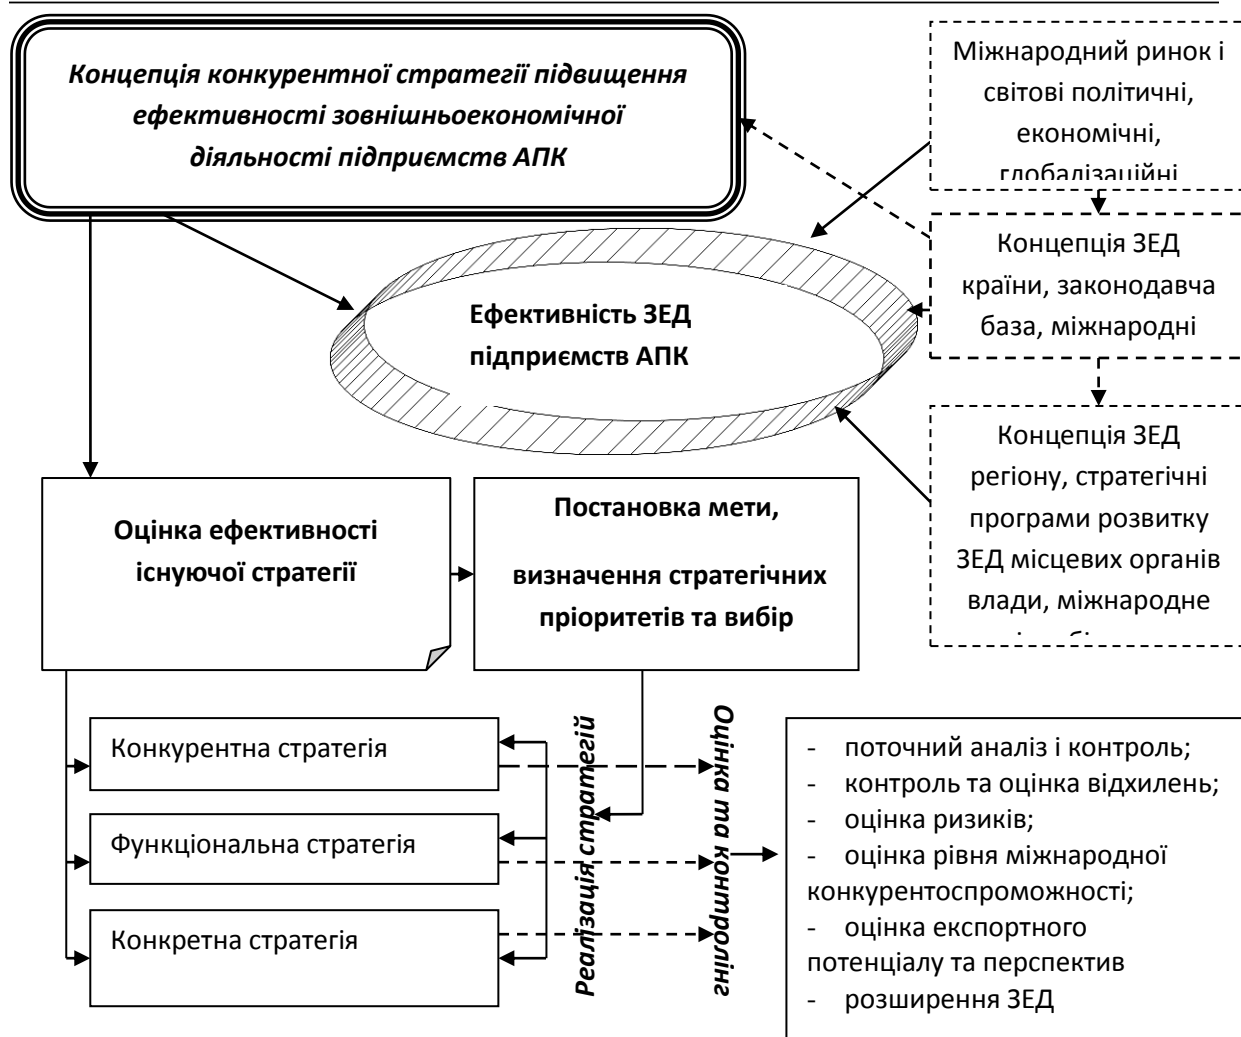 Концепція конкурентної стратегії підвищення
ефективності зовнішньоекономічної
діяльності підприємств АПК
Міжнародний ринок і
світові політичні,
економічні,
глобалізаційні
Концепція ЗЕД
країни, законодавча
база, міжнародні
Ефективність ЗЕД
підприємств АПК
Концепція ЗЕД
регіону, стратегічні
програми розвитку
ЗЕД місцевих органів
влади, міжнародне
Оцінка ефективності
існуючої стратегії
Постановка мети,
визначення стратегічних
пріоритетів та вибір
Конкурентна стратегія
Функціональна стратегія
Конкретна стратегія
Реалізація стратегій
Оцінка та контролінг
- поточний аналіз і контроль;
- контроль та оцінка відхилень;
- оцінка ризиків;
- оцінка рівня міжнародної
конкурентоспроможності;
- оцінка експортного
потенціалу та перспектив
- розширення ЗЕД